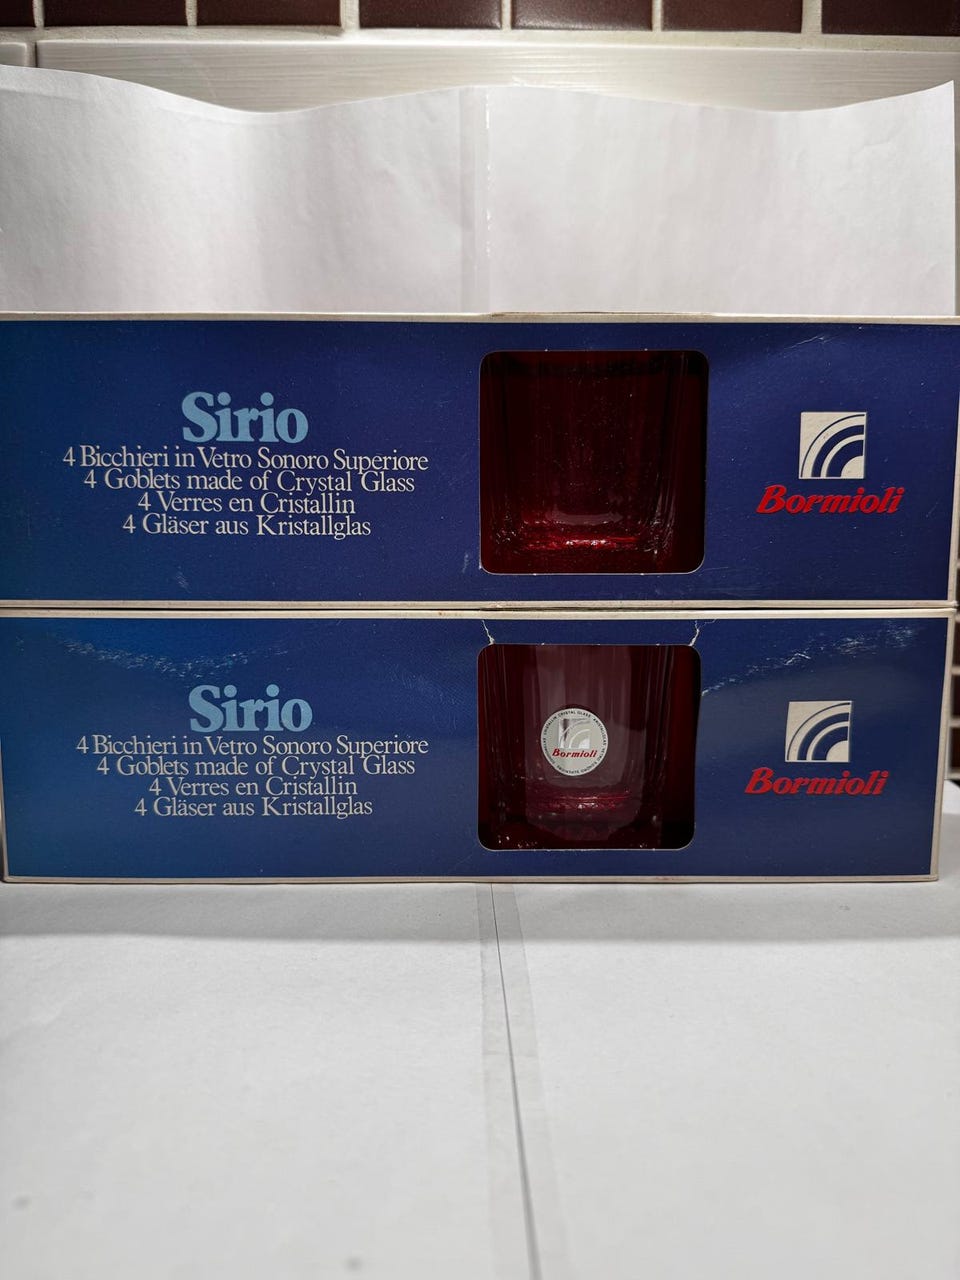 Sirio
4 Bicchieri in Vetro Sonoro Superiore
4 Goblets made of Crystal Glass
4 Verres en Cristallin
4 Gläser aus Kristallglas
Bormioli
Sirio
4 Bicchieri in Vetro Sonoro Superiore
4 Goblets made of Crystal Glass
4 Verres en Cristallin
4 Gläser aus Kristallglas
CRYSTAL GLASS
Bormioli
Bormioli